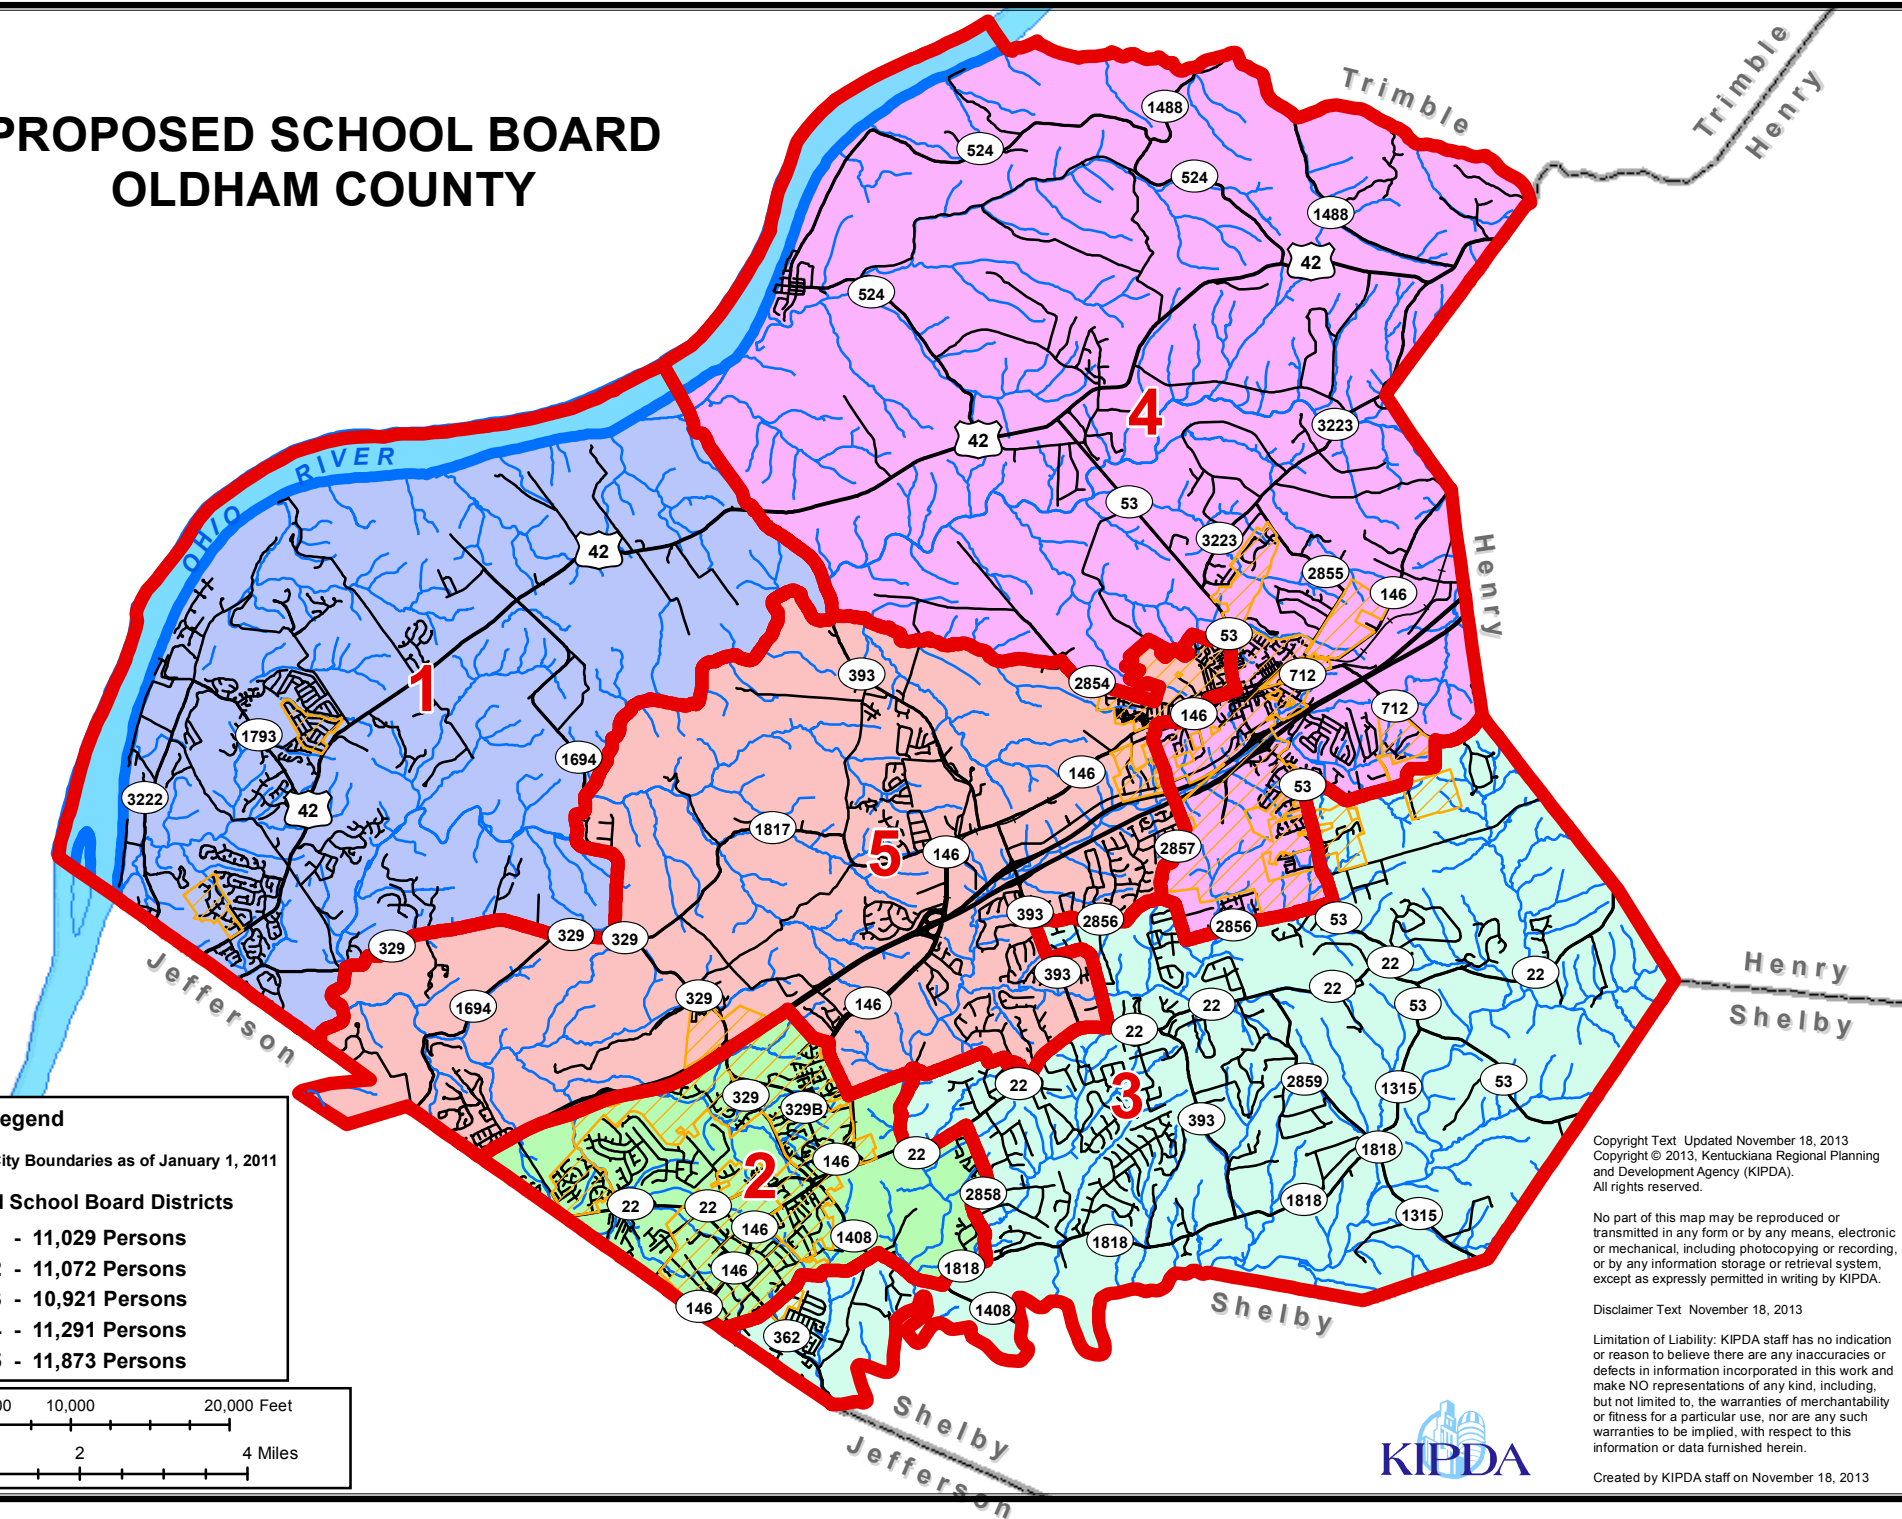 PROPOSED SCHOOL BOARD
OLDHAM COUNTY
Trimble
Trimble
Henry
1488
524
524
1488
42
524
3223
42
4
53
3223
2855
146
Henry
OHIO RIVER
42
53
393
2854
712
712
146
1
1793
1694
146
53
3222
42
1817
5
146
2857
393
2856
2856
53
329
329
329
22
22
Henry
Shelby
393
22
53
Jefferson
1694
329
146
22
22
22
3
2859
1315
53
329
329B
393
146
22
1818
2
22
22
2858
1818
1315
146
1408
1818
146
1818
146
1408
362
Shelby
Shelby
Jefferson
egend
City Boundaries as of January 1, 2011
School Board Districts
- 11,029 Persons
- 11,072 Persons
- 10,921 Persons
- 11,291 Persons
- 11,873 Persons
10,000 20,000 Feet
2 4 Miles
Copyright Text Updated November 18, 2013
Copyright © 2013, Kentuckiana Regional Planning
and Development Agency (KIPDA).
All rights reserved.
No part of this map may be reproduced or
transmitted in any form or by any means, electronic
or mechanical, including photocopying or recording,
or by any information storage or retrieval system,
except as expressly permitted in writing by KIPDA.
Disclaimer Text November 18, 2013
Limitation of Liability: KIPDA staff has no indication
or reason to believe there are any inaccuracies or
defects in information incorporated in this work and
make NO representations of any kind, including,
but not limited to, the warranties of merchantability
or fitness for a particular use, nor are any such
warranties to be implied, with respect to this
information or data furnished herein.
Created by KIPDA staff on November 18, 2013
KIPDA